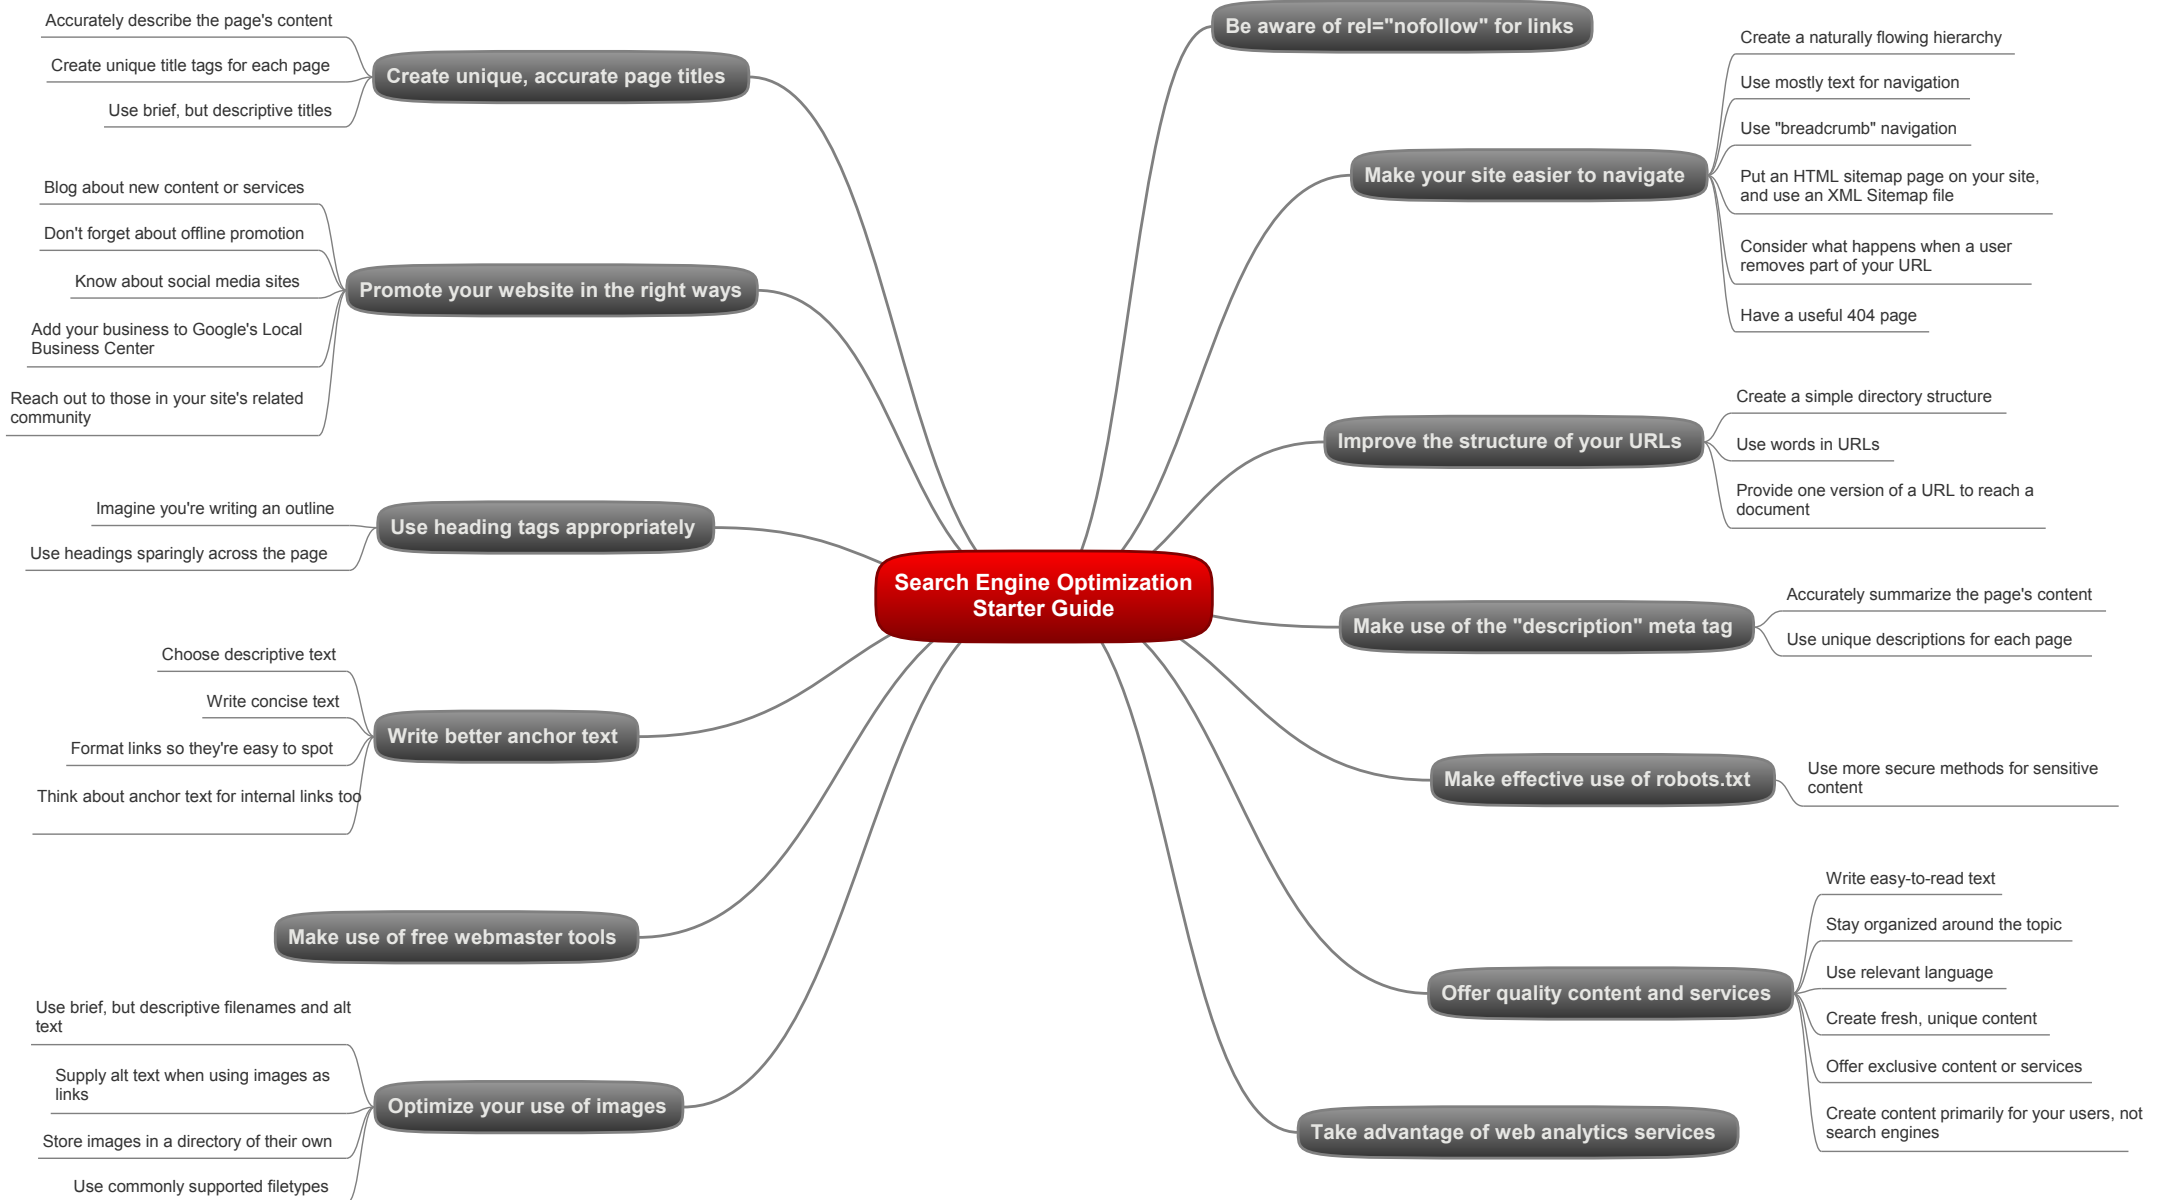 Search Engine Optimization
Starter Guide
Create unique, accurate page titles
Accurately describe the page's content
Create unique title tags for each page
Use brief, but descriptive titles
Promote your website in the right ways
Blog about new content or services
Don't forget about offline promotion
Know about social media sites
Add your business to Google's Local
Business Center
Reach out to those in your site's related
community
Use heading tags appropriately
Imagine you're writing an outline
Use headings sparingly across the page
Write better anchor text
Choose descriptive text
Write concise text
Format links so they're easy to spot
Think about anchor text for internal links too
Make use of free webmaster tools
Optimize your use of images
Use brief, but descriptive filenames and alt
text
Supply alt text when using images as
links
Store images in a directory of their own
Use commonly supported filetypes
Be aware of rel="nofollow" for links
Make your site easier to navigate
Create a naturally flowing hierarchy
Use mostly text for navigation
Use "breadcrumb" navigation
Put an HTML sitemap page on your site,
and use an XML Sitemap file
Consider what happens when a user
removes part of your URL
Have a useful 404 page
Improve the structure of your URLs
Create a simple directory structure
Use words in URLs
Provide one version of a URL to reach a
document
Make use of the "description" meta tag
Accurately summarize the page's content
Use unique descriptions for each page
Make effective use of robots.txt
Use more secure methods for sensitive
content
Offer quality content and services
Write easy-to-read text
Stay organized around the topic
Use relevant language
Create fresh, unique content
Offer exclusive content or services
Create content primarily for your users, not
search engines
Take advantage of web analytics services